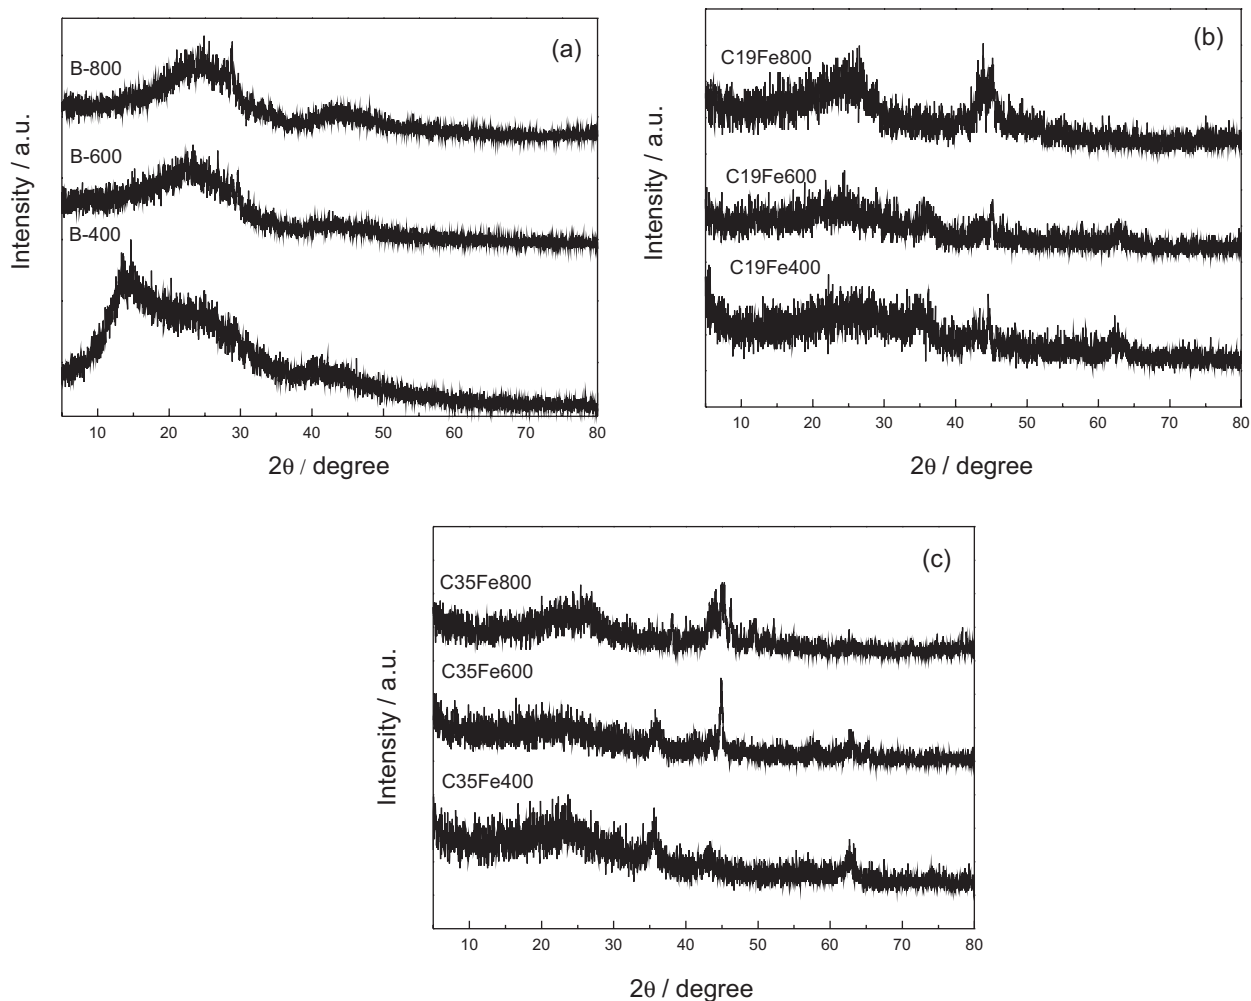 (a)
B-800
B-600
B-400
Intensity / a.u.
10 20 30 40 50 60 70 80
2θ / degree
(b)
C19Fe800
C19Fe600
C19Fe400
Intensity / a.u.
10 20 30 40 50 60 70 80
2θ / degree
(c)
C35Fe800
C35Fe600
C35Fe400
Intensity / a.u.
10 20 30 40 50 60 70 80
2θ / degree